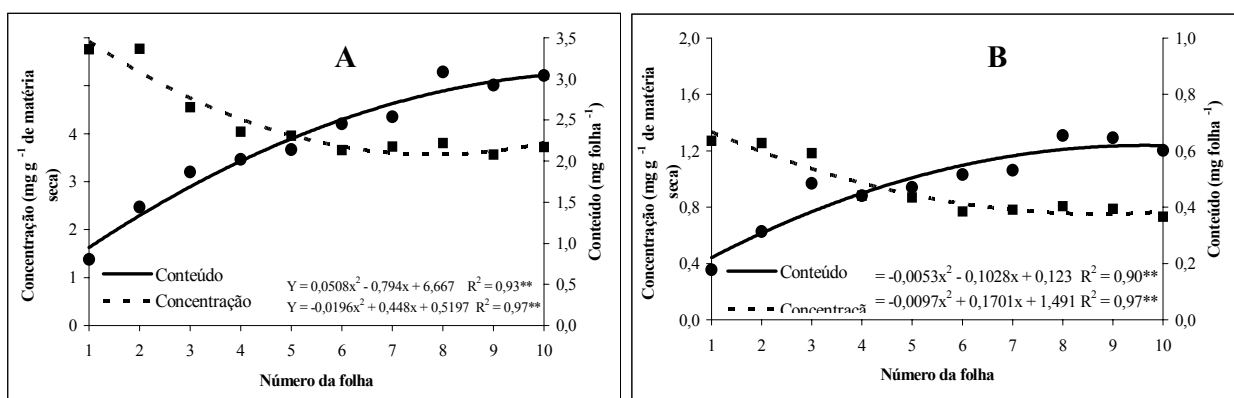 A
Concentração (mg g⁻¹ de matéria
seca)
6
4
3
2
1
0
3,5
3,0
2,5
2,0
1,5
1,0
0,5
0,0
Conteúdo (mg folha⁻¹)
Conteúdo
Concentração
Y = 0,0508x² - 0,794x + 6,667 R² = 0,93**
Y = -0,0196x² + 0,448x + 0,5197 R² = 0,97**
1 2 3 4 5 6 7 8 9 10
Número da folha
B
Concentração (mg g⁻¹ de matéria
seca)
2,0
1,6
1,2
0,8
0,4
0,0
1,0
0,8
0,6
0,4
0,2
0,0
Conteúdo (mg folha⁻¹)
Conteúdo
Concentraçã
= -0,0053x² - 0,1028x + 0,123 R² = 0,90**
= -0,0097x² + 0,1701x + 1,491 R² = 0,97**
1 2 3 4 5 6 7 8 9 10
Número da folha